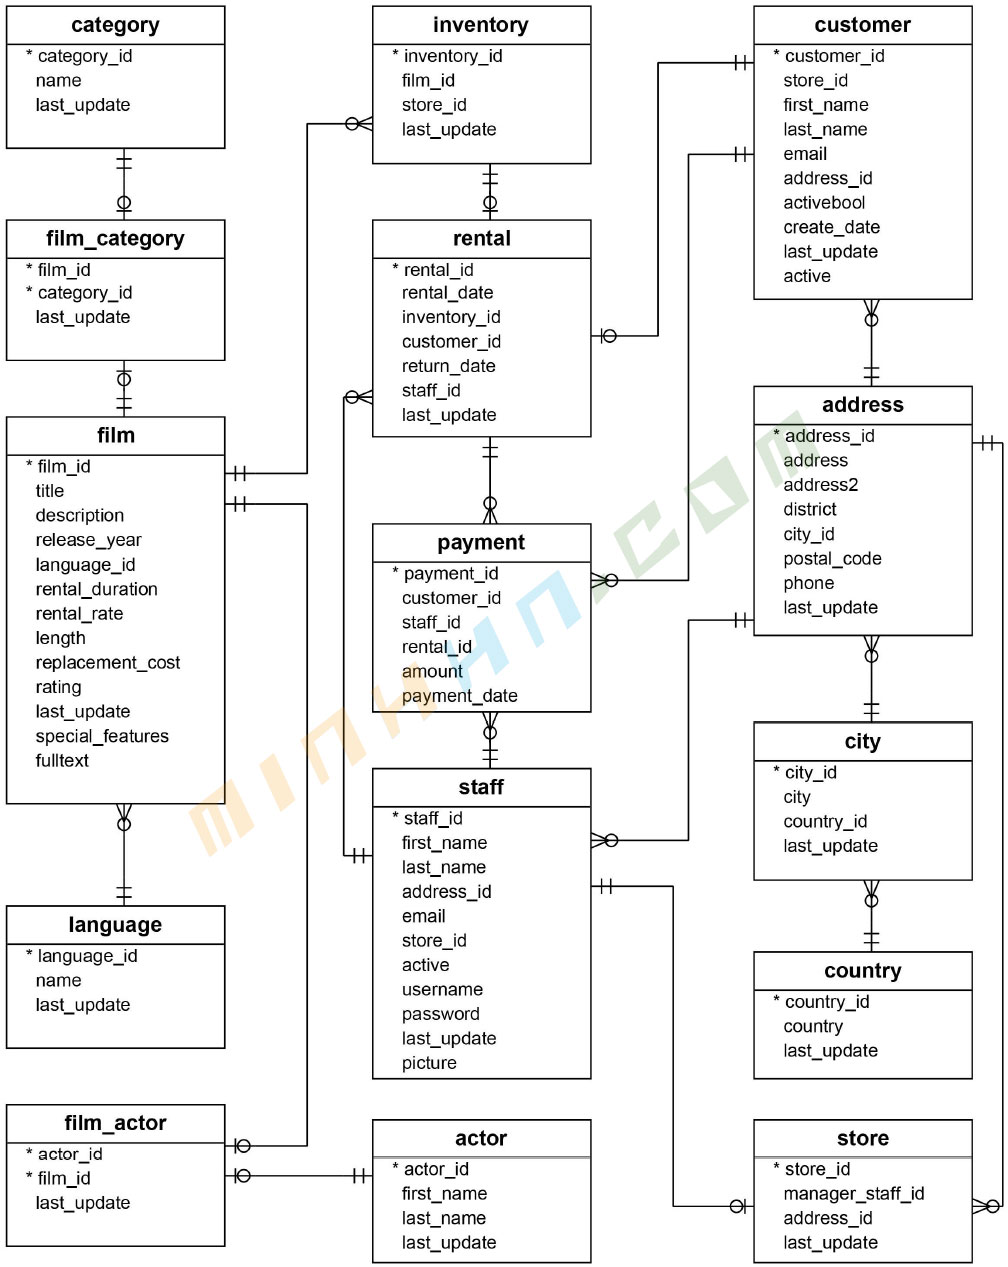 category
* category_id
name
last_update
film_category
* film_id
* category_id
last_update
film
* film_id
title
description
release_year
language_id
rental_duration
rental_rate
length
replacement_cost
rating
last_update
special_features
fulltext
language
* language_id
name
last_update
film_actor
* actor_id
* film_id
last_update
inventory
* inventory_id
film_id
store_id
last_update
rental
* rental_id
rental_date
inventory_id
customer_id
return_date
staff_id
last_update
payment
* payment_id
customer_id
staff_id
rental_id
amount
payment_date
staff
* staff_id
first_name
last_name
address_id
email
store_id
active
username
password
last_update
picture
actor
* actor_id
first_name
last_name
last_update
customer
* customer_id
store_id
first_name
last_name
email
address_id
activebool
create_date
last_update
active
address
* address_id
address
address2
district
city_id
postal_code
phone
last_update
city
* city_id
city
country_id
last_update
country
* country_id
country
last_update
store
* store_id
manager_staff_id
address_id
last_update
MINHHN.COM